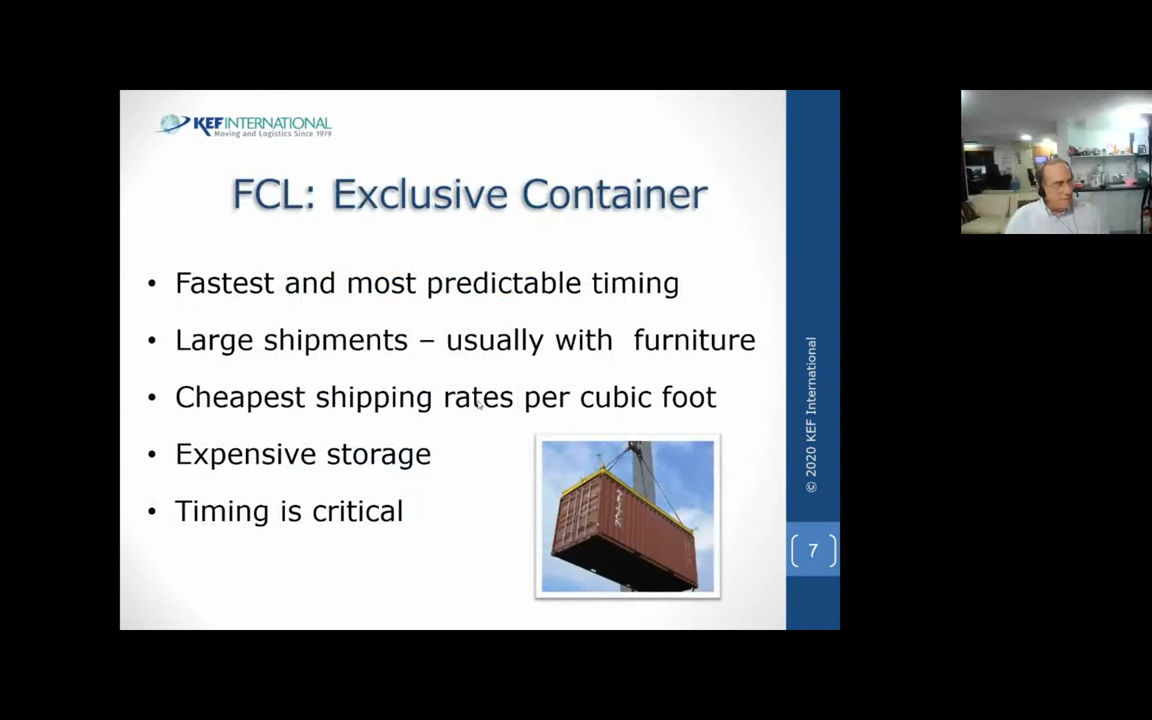 KEF INTERNATIONAL
Moving and Logistics Since 1979
FCL: Exclusive Container
• Fastest and most predictable timing
• Large shipments – usually with furniture
• Cheapest shipping rates per cubic foot
• Expensive storage
• Timing is critical
© 2020 KEF International
7